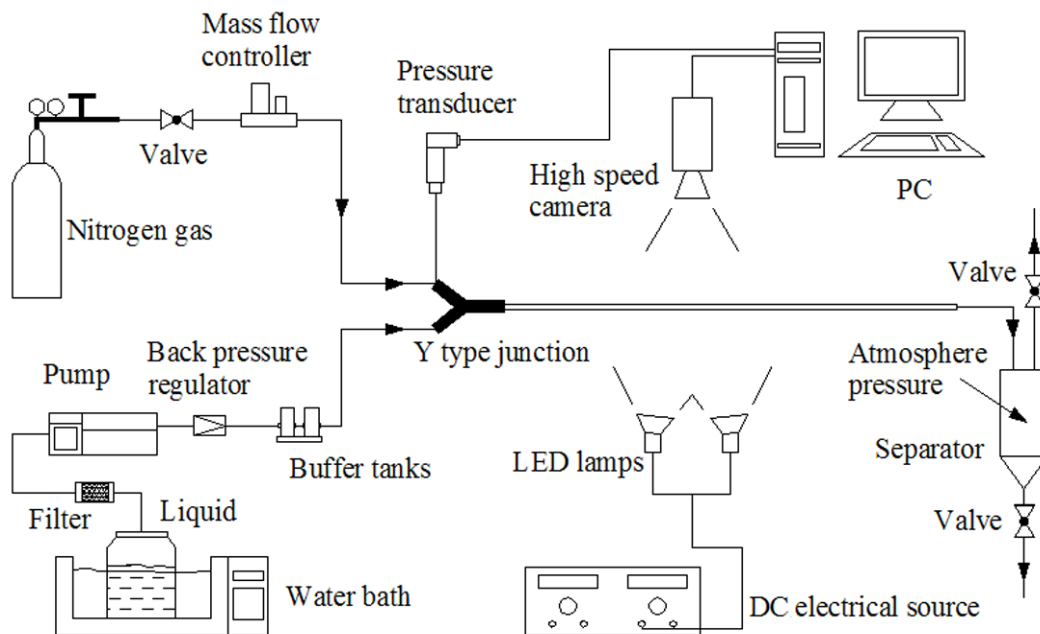 Mass flow
controller
Pressure
transducer
Valve
High speed
camera
PC
Nitrogen gas
Valve
Back pressure
regulator
Y type junction
Atmosphere
pressure
Pump
Buffer tanks
LED lamps
Separator
Filter
Liquid
Valve
Water bath
DC electrical source